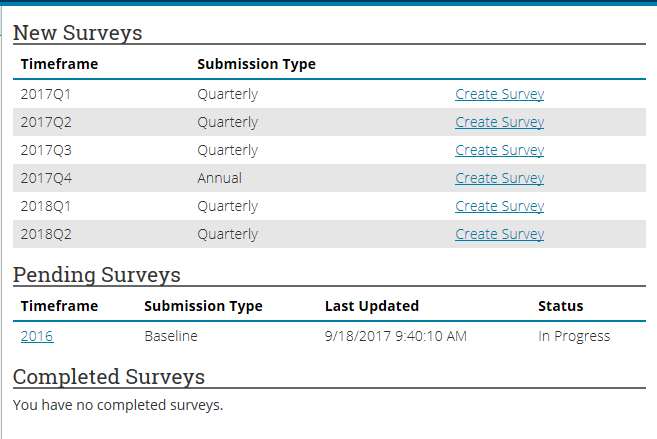 New Surveys
Timeframe Submission Type
2017Q1 Quarterly Create Survey
2017Q2 Quarterly Create Survey
2017Q3 Quarterly Create Survey
2017Q4 Annual Create Survey
2018Q1 Quarterly Create Survey
2018Q2 Quarterly Create Survey
Pending Surveys
Timeframe Submission Type Last Updated Status
2016 Baseline 9/18/2017 9:40:10 AM In Progress
Completed Surveys
You have no completed surveys.